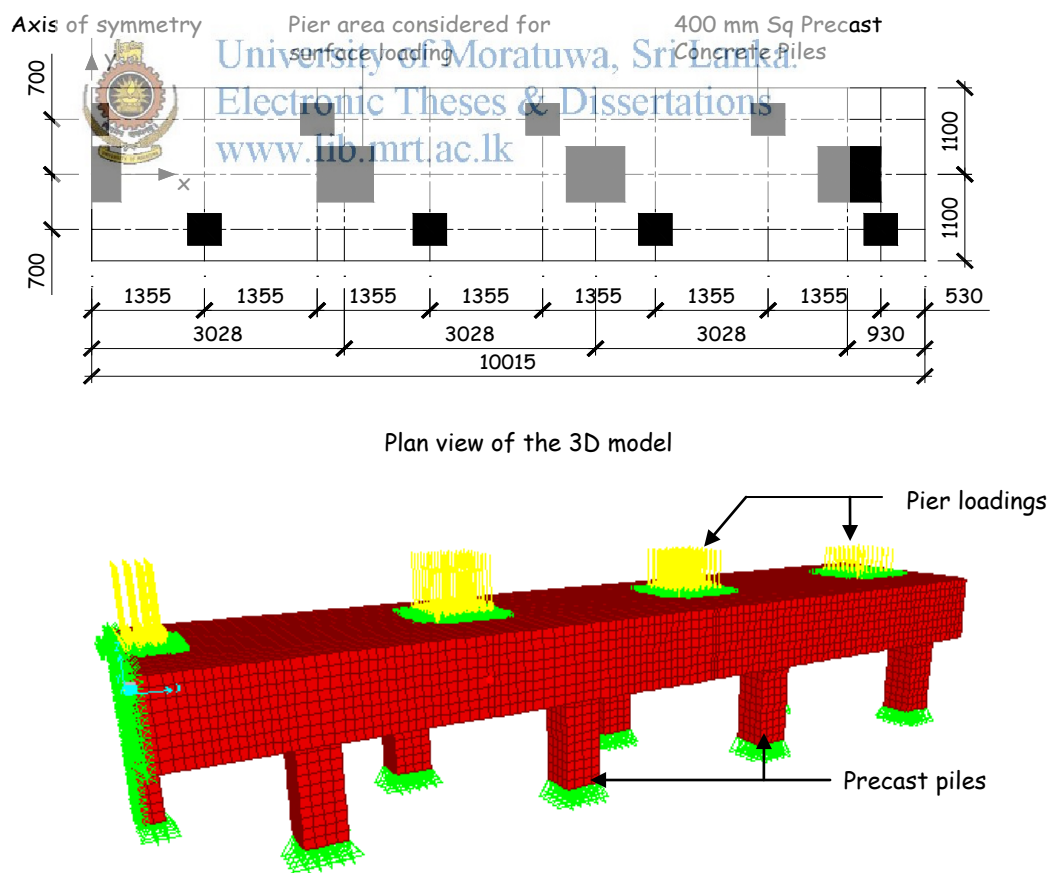 Axis of symmetry
Pier area considered for
surface loading
400 mm Sq Precast
Concrete Piles
University of Moratuwa, Sri Lanka.
Electronic Theses & Dissertations
www.lib.mrt.ac.lk
y
x
700
700
1100
1100
1355 1355 1355 1355 1355 1355 1355 530
3028 3028 3028 930
10015
Plan view of the 3D model
Pier loadings
Precast piles